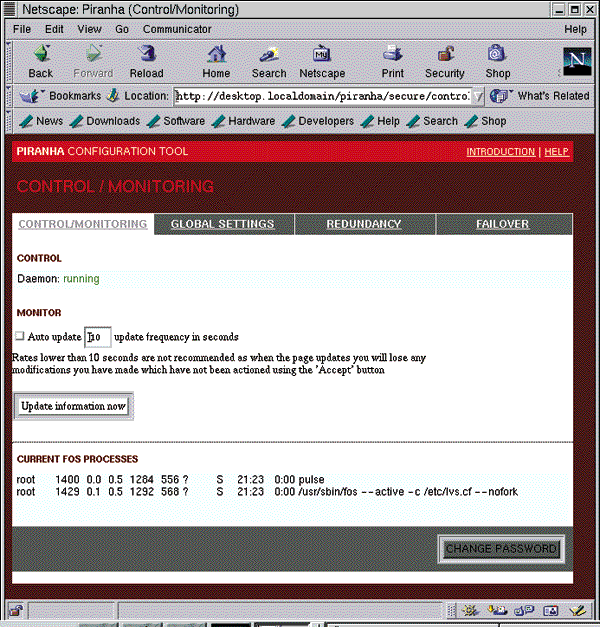 Netscape: Piranha (Control/Monitoring)
File Edit View Go Communicator Help
Back Forward Reload Home Search Netscape Print Security Shop
My
N
Bookmarks Location: http://desktop.localdomain/piranha/secure/contro. What's Related
News Downloads Software Hardware Developers Help Search Shop
PIRANHA CONFIGURATION TOOL INTRODUCTION | HELP
CONTROL / MONITORING
CONTROL/MONITORING GLOBAL SETTINGS REDUNDANCY FAILOVER
CONTROL
Daemon: running
MONITOR
Auto update 10 update frequency in seconds
Rates lower than 10 seconds are not recommended as when the page updates you will lose any
modifications you have made which have not been actioned using the 'Accept' button
Update information now
CURRENT FOS PROCESSES
root 1400 0.0 0.5 1284 556 ? S 21:23 0:00 pulse
root 1429 0.1 0.5 1292 568 ? S 21:23 0:00 /usr/sbin/fos --active -c /etc/lvs.cf --nofork
CHANGE PASSWORD